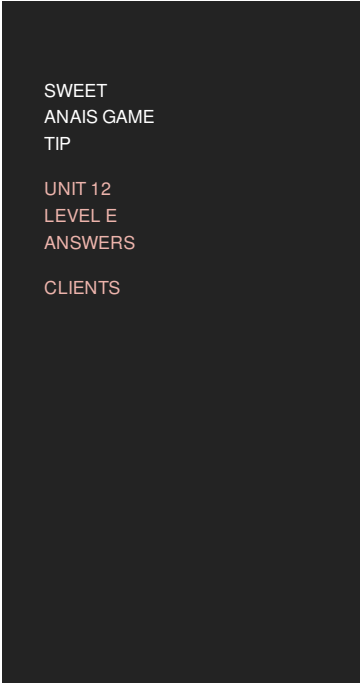 SWEET
ANAIS GAME
TIP
UNIT 12
LEVEL E
ANSWERS
CLIENTS